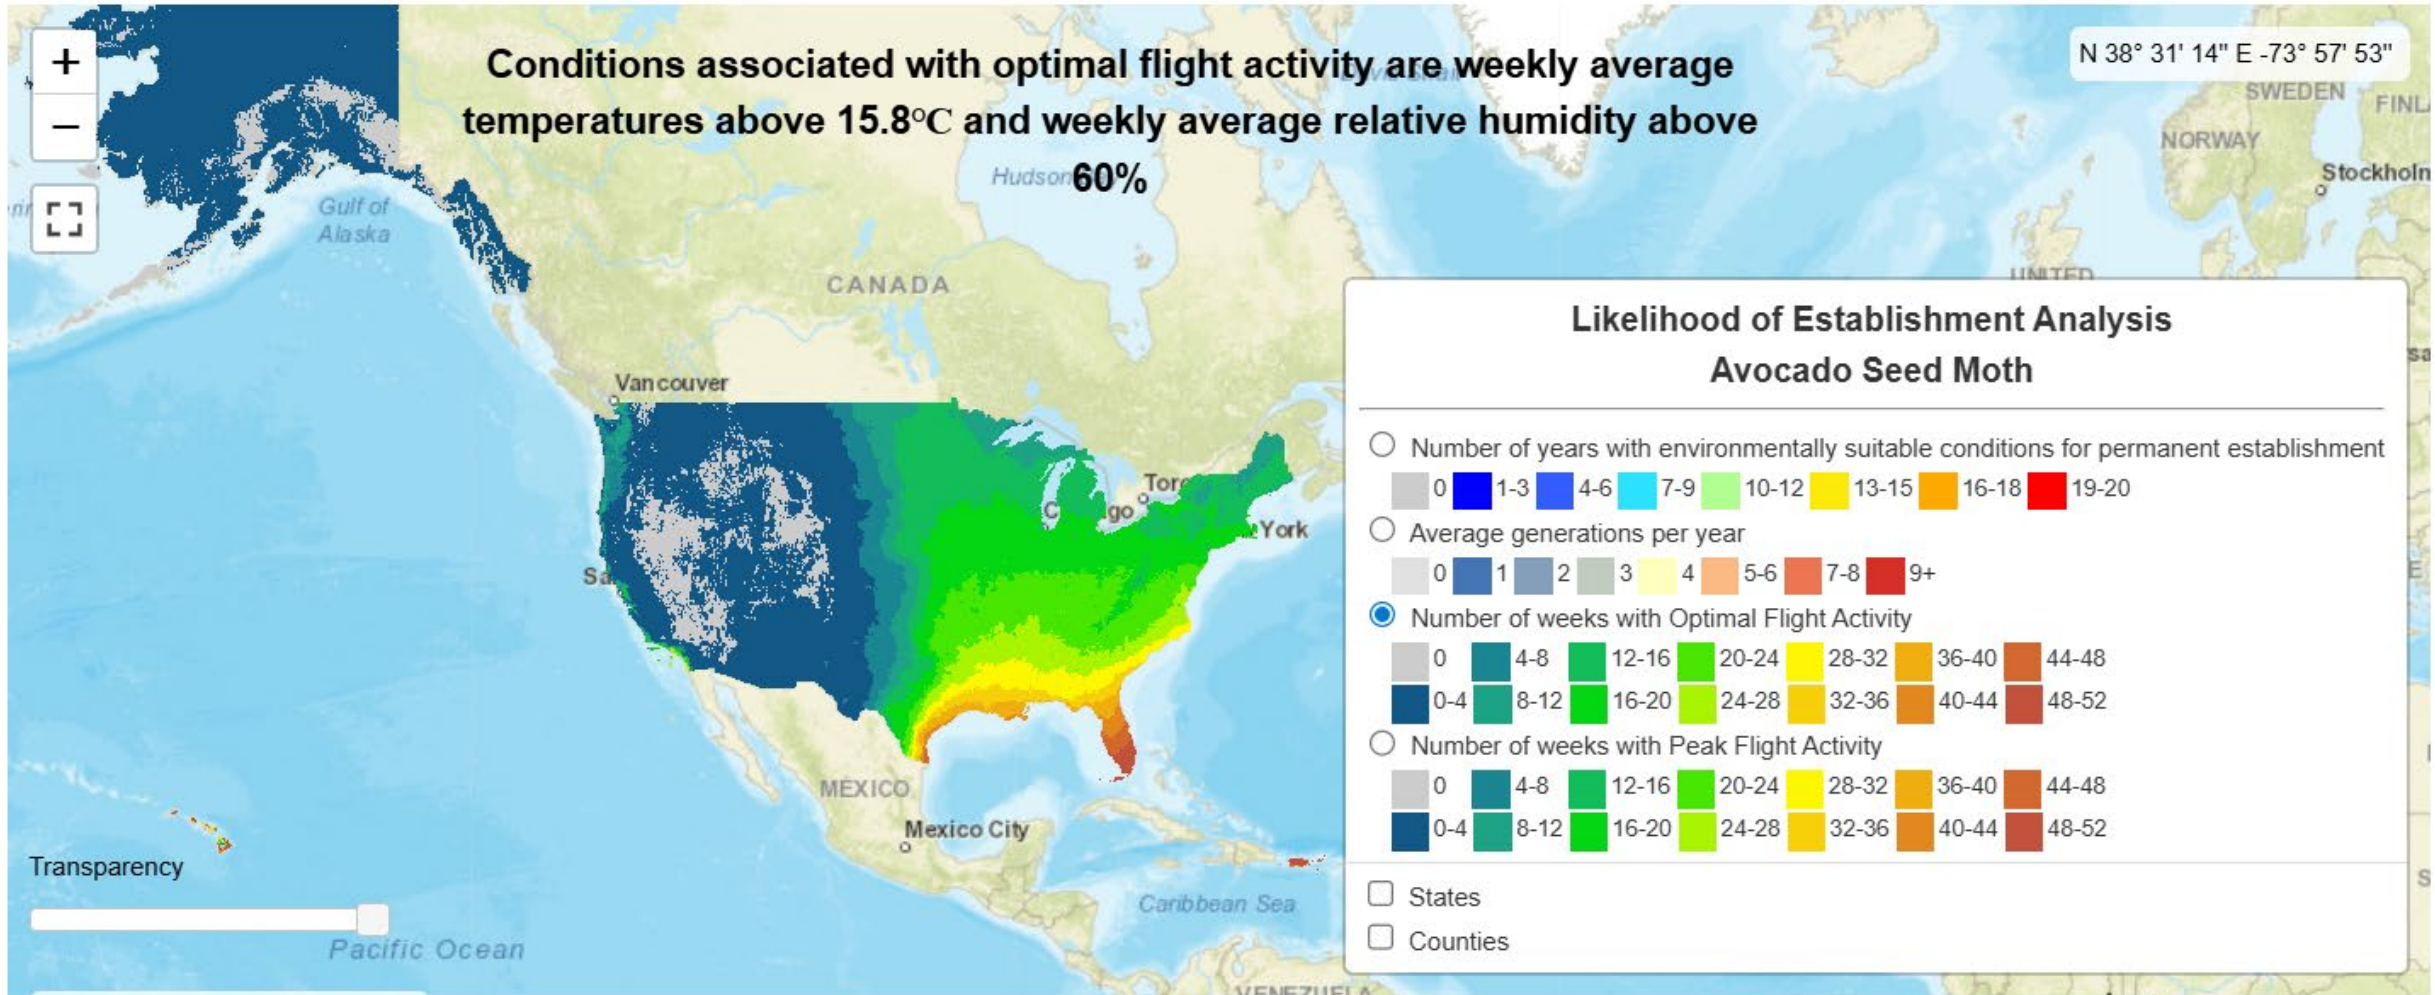 +
−
Conditions associated with optimal flight activity are weekly average
temperatures above 15.8°C and weekly average relative humidity above
60%
N 38° 31' 14" E -73° 57' 53"
SWEDEN
NORWAY
Stockholm
Hudson
Gulf of
Alaska
CANADA
UNITED
Vancouver
York
MÉXICO
Mexico City
Caribbean Sea
Pacific Ocean
VENEZUELA
Transparency
Likelihood of Establishment Analysis
Avocado Seed Moth
Number of years with environmentally suitable conditions for permanent establishment
0 1-3 4-6 7-9 10-12 13-15 16-18 19-20
Average generations per year
0 1 2 3 4 5-6 7-8 9+
Number of weeks with Optimal Flight Activity
0 4-8 12-16 20-24 28-32 36-40 44-48
0-4 8-12 16-20 24-28 32-36 40-44 48-52
Number of weeks with Peak Flight Activity
0 4-8 12-16 20-24 28-32 36-40 44-48
0-4 8-12 16-20 24-28 32-36 40-44 48-52
States
Counties